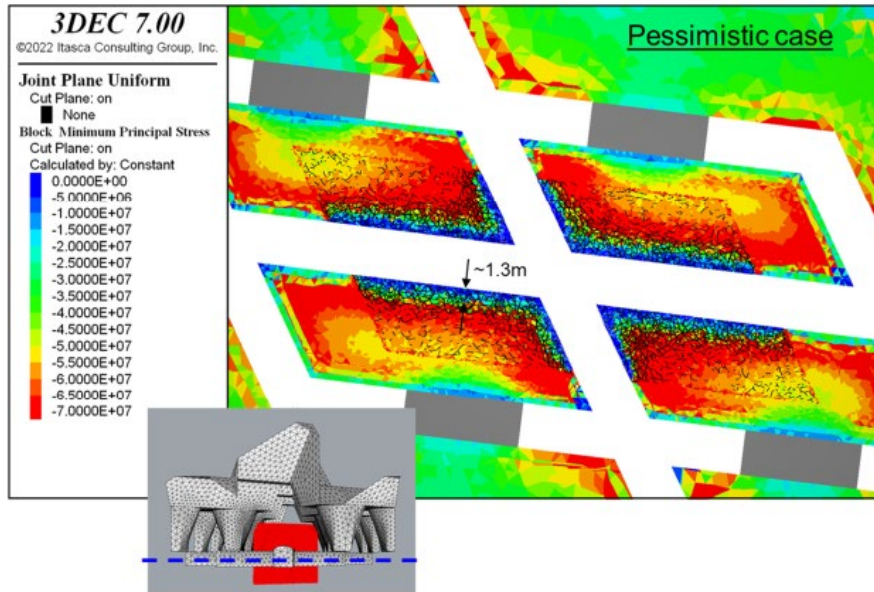 3DEC 7.00
©2022 Itasca Consulting Group, Inc.
Joint Plane Uniform
Cut Plane: on
None
Block Minimum Principal Stress
Cut Plane: on
Calculated by: Constant
0.0000E+00
-5.0000E+06
-1.0000E+07
-1.5000E+07
-2.0000E+07
-2.5000E+07
-3.0000E+07
-3.5000E+07
-4.0000E+07
-4.5000E+07
-5.0000E+07
-5.5000E+07
-6.0000E+07
-6.5000E+07
-7.0000E+07
Pessimistic case
~1.3m